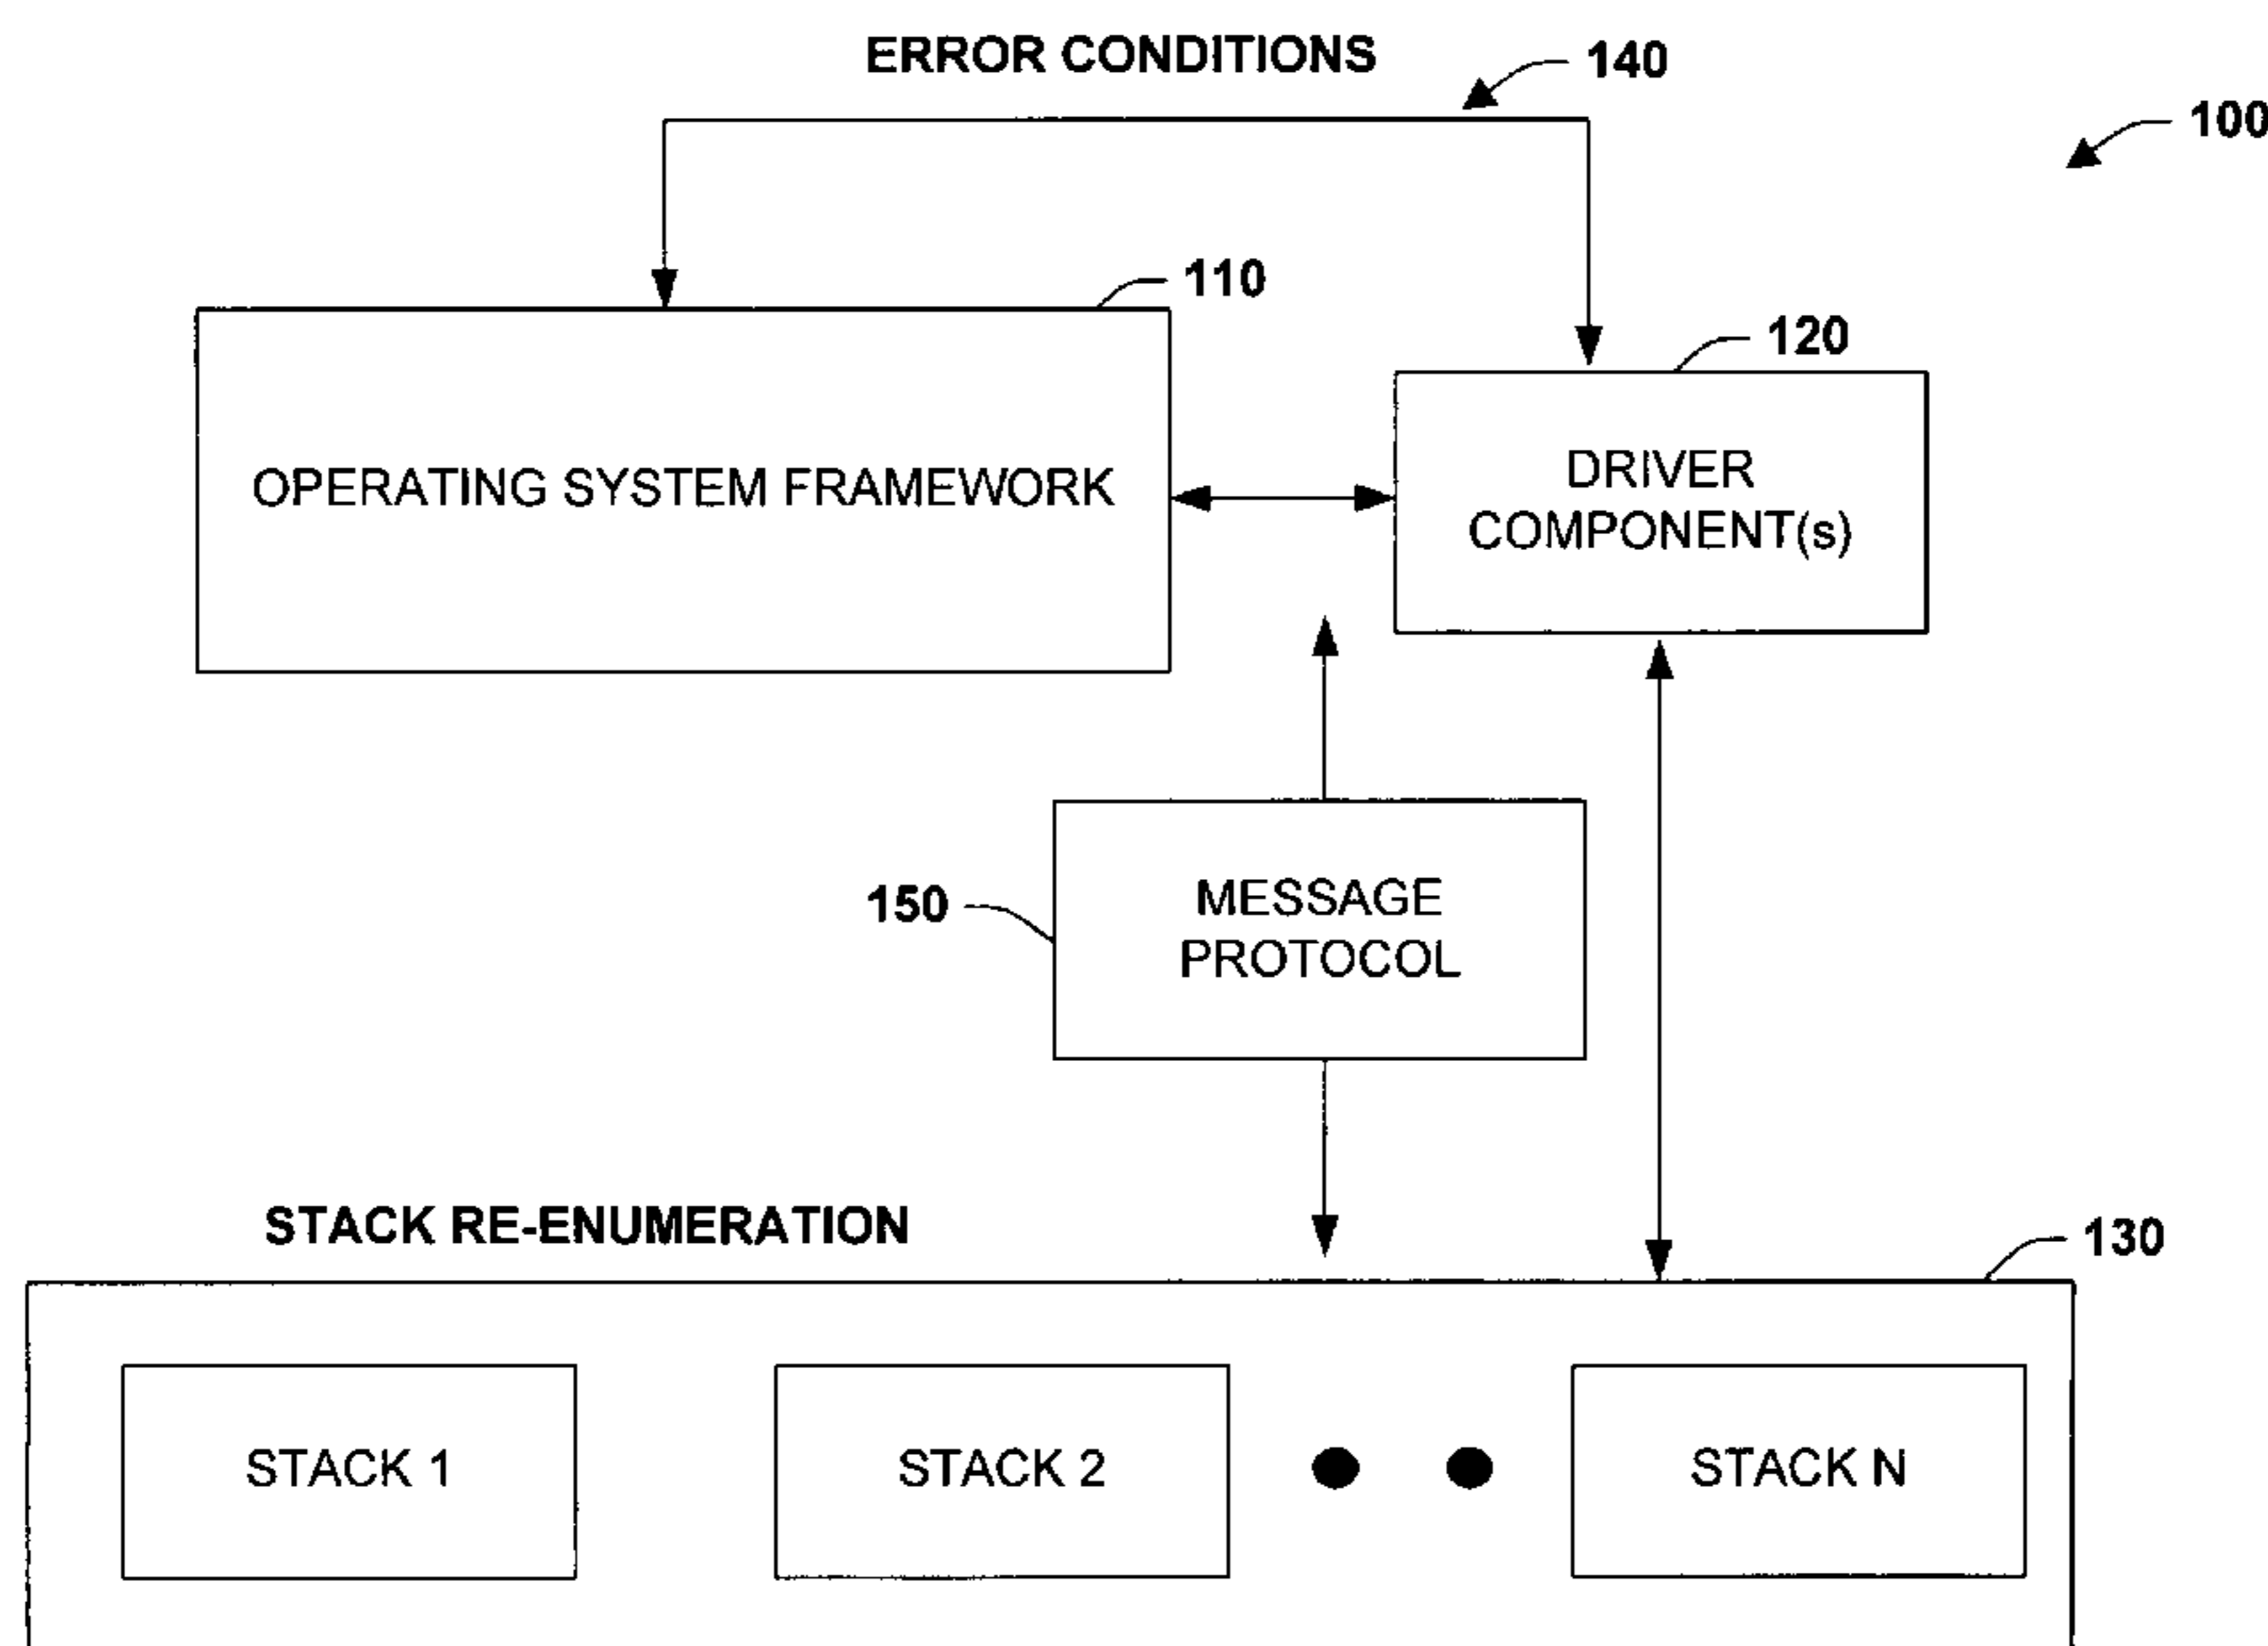 ERROR CONDITIONS
140
100
110
120
OPERATING SYSTEM FRAMEWORK
DRIVER
COMPONENT(s)
150
MESSAGE
PROTOCOL
STACK RE-ENUMERATION
130
STACK 1
STACK 2
STACK N